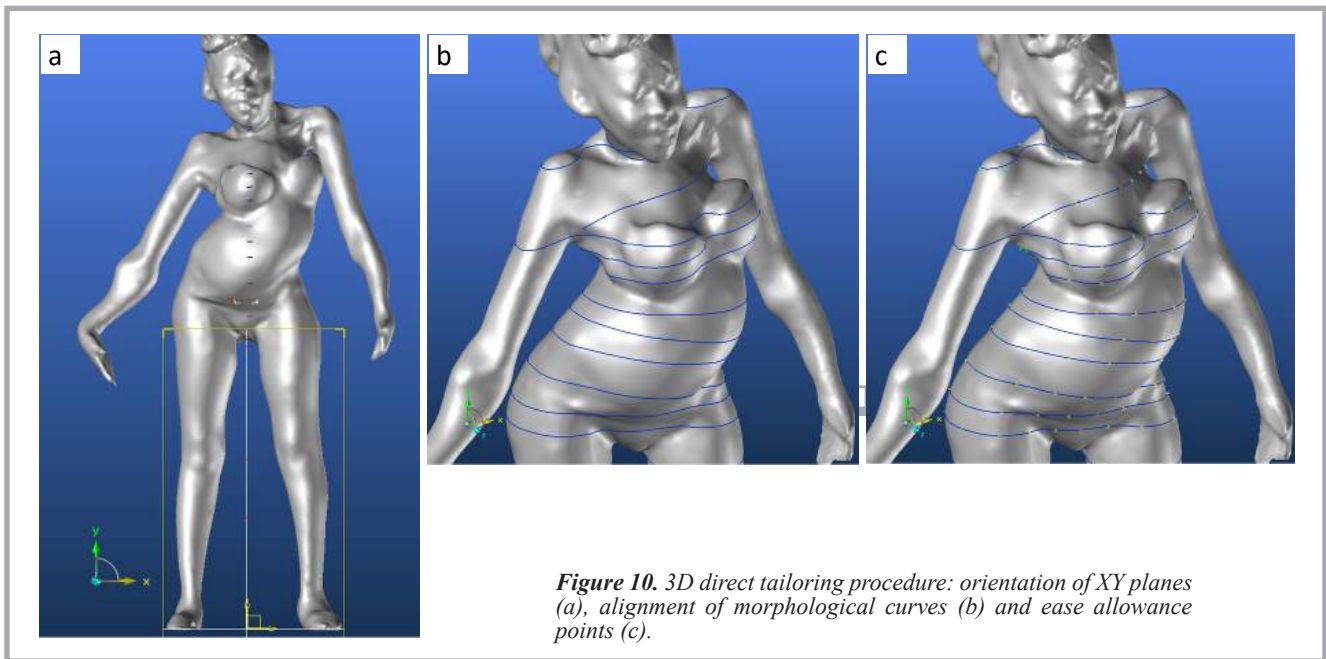 a
b
c
y
x
x
z
x
z
Figure 10. 3D direct tailoring procedure: orientation of XY planes
(a), alignment of morphological curves (b) and ease allowance
points (c).